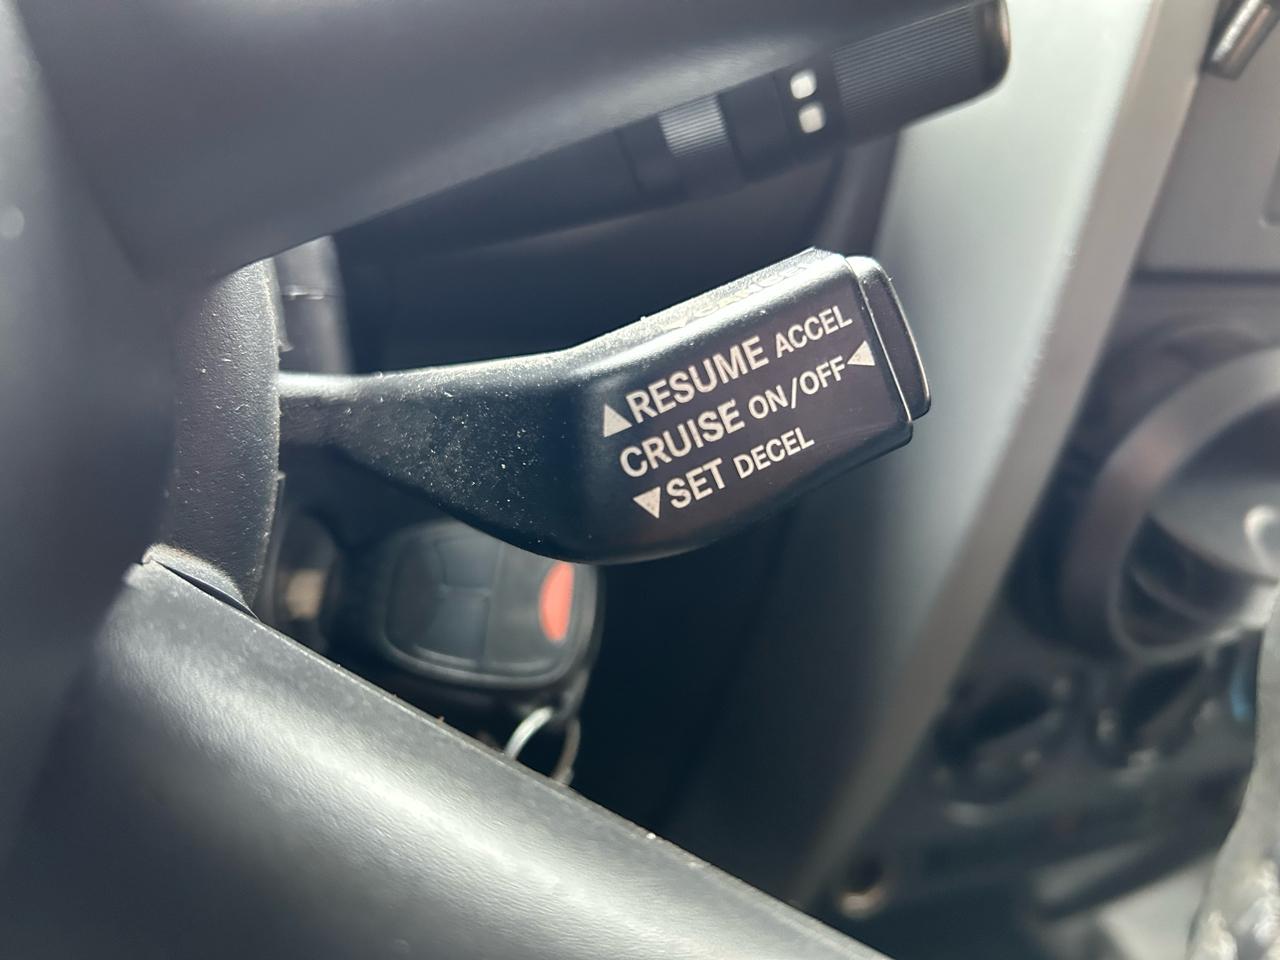 ▲RESUME ACCEL
CRUISE ON/OFF◀
▼SET DECEL